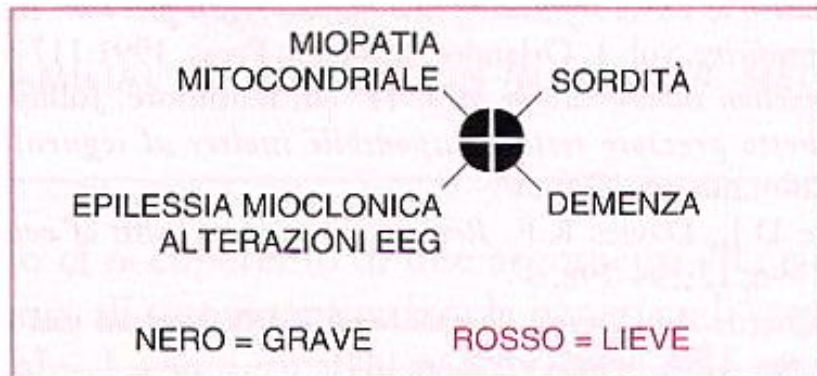 MIOPATIA
MITOCONDRIALE
SORDITÀ
EPILESSIA MIOCLONICA
ALTERAZIONI EEG
DEMENZA
NERO = GRAVE ROSSO = LIEVE